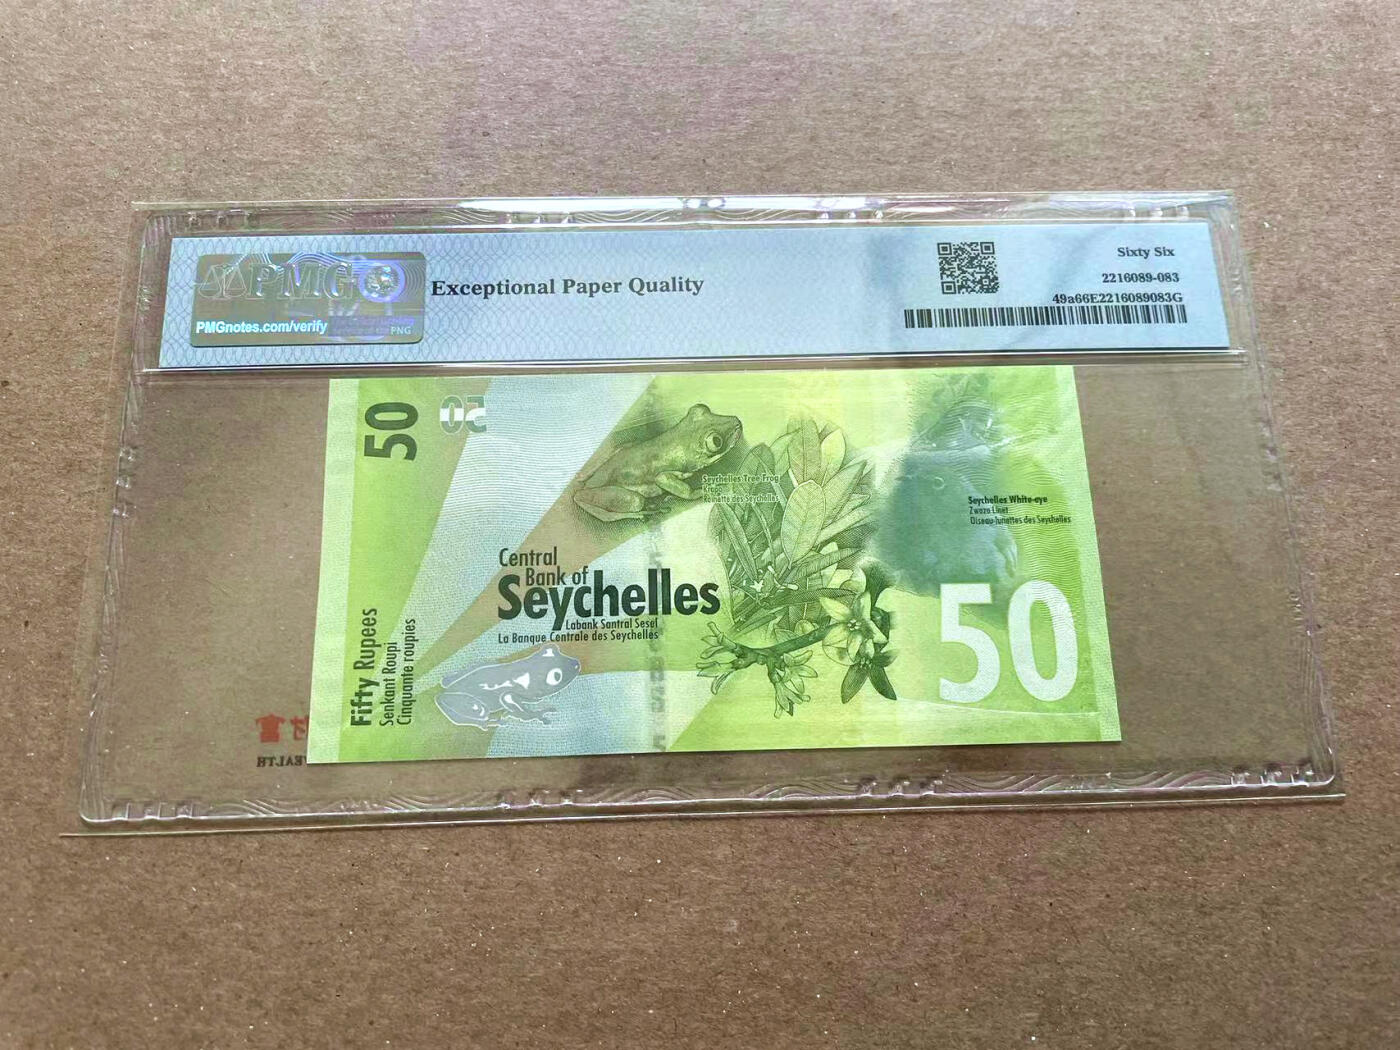 PMG
PMGnotes.com/verify
PNG
Exceptional Paper Quality
Sixty Six
2216089-083
49a66E2216089083G
50
50
Seychelles Tree Frog
Rainette des Seychelles
Seychelles White-eye
Zwazo Linet
Oiseau-lunettes des Seychelles
Central
Bank of
Seychelles
Labank Santral Sesel
La Banque Centrale des Seychelles
Fifty Rupees
Senkant Roupi
Cinquante roupies
50